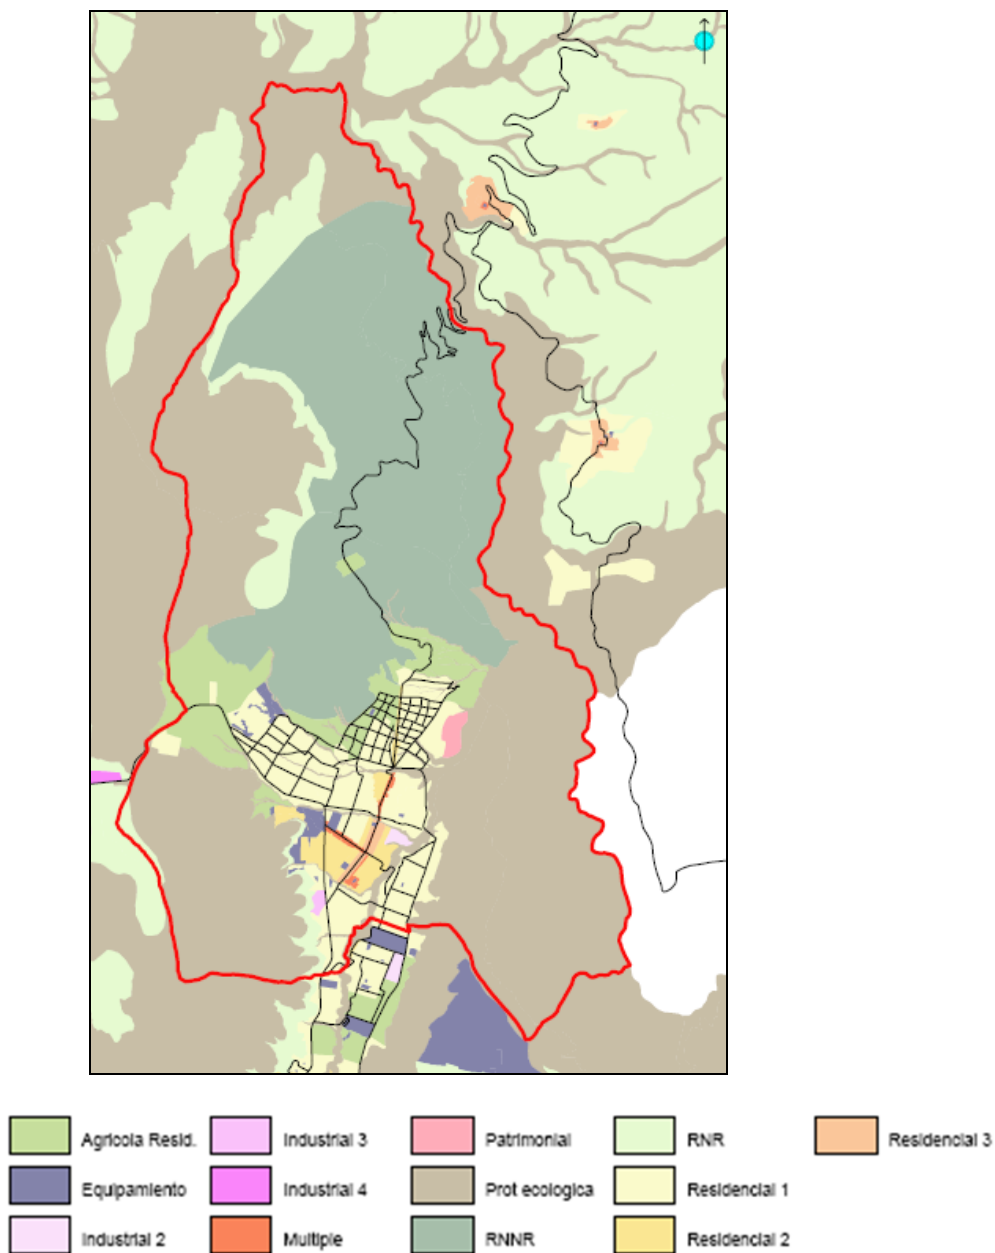 Agricola Resid.
Industrial 3
Patrimonial
RNR
Residencial 3
Equipamiento
Industrial 4
Prot ecologica
Residencial 1
Industrial 2
Multiple
RNNR
Residencial 2